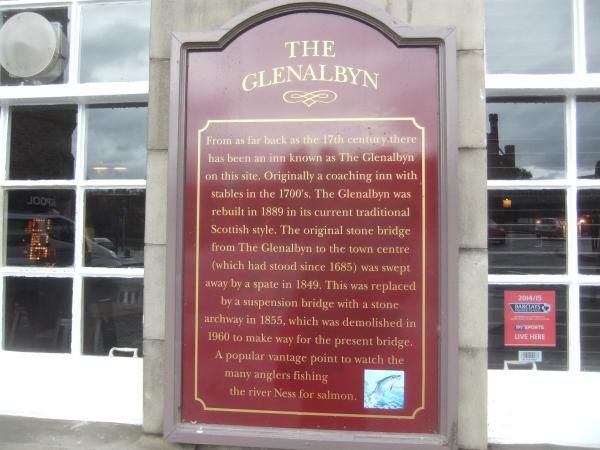 THE
GLENALBYN
From as far back as the 17th century there
has been an inn known as The Glenalbyn
on this site. Originally a coaching inn with
stables in the 1700's. The Glenalbyn was
rebuilt in 1889 in its current traditional
Scottish style. The original stone bridge
from The Glenalbyn to the town centre
(which had stood since 1685) was swept
away by a spate in 1849. This was replaced
by a suspension bridge with a stone
archway in 1855, which was demolished in
1960 to make way for the present bridge.
A popular vantage point to watch the
many anglers fishing
the river Ness for salmon.
POOL
2014/15
BARCLAYS
sky SPORTS
LIVE HERE